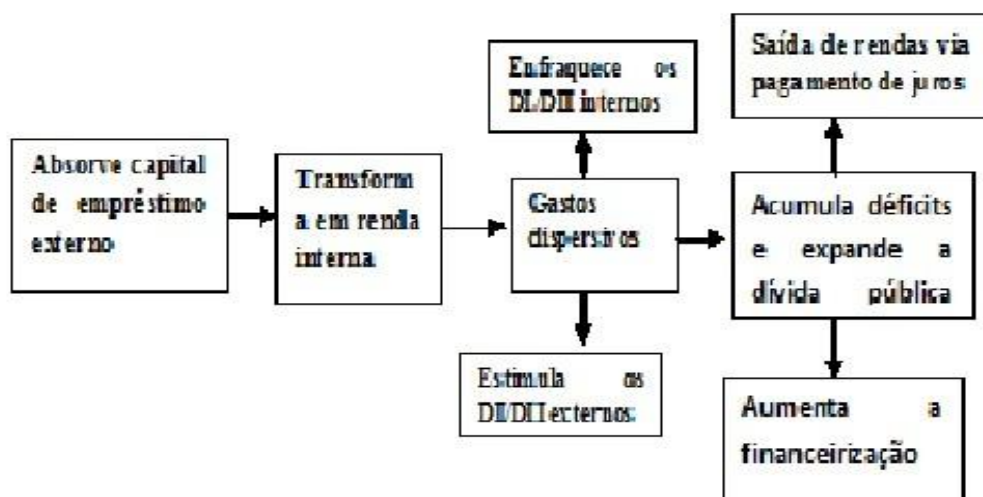 Absorve capital
de empréstimo
externo
Transform
a em renda
interna
Enfraquece os
DI/DII internos
Gastos
dispersivos
Estimula os
DI/DII externos
Saída de rendas via
pagamento de juros
Acumula déficits
e expande a
dívida pública
Aumenta a
financeirização